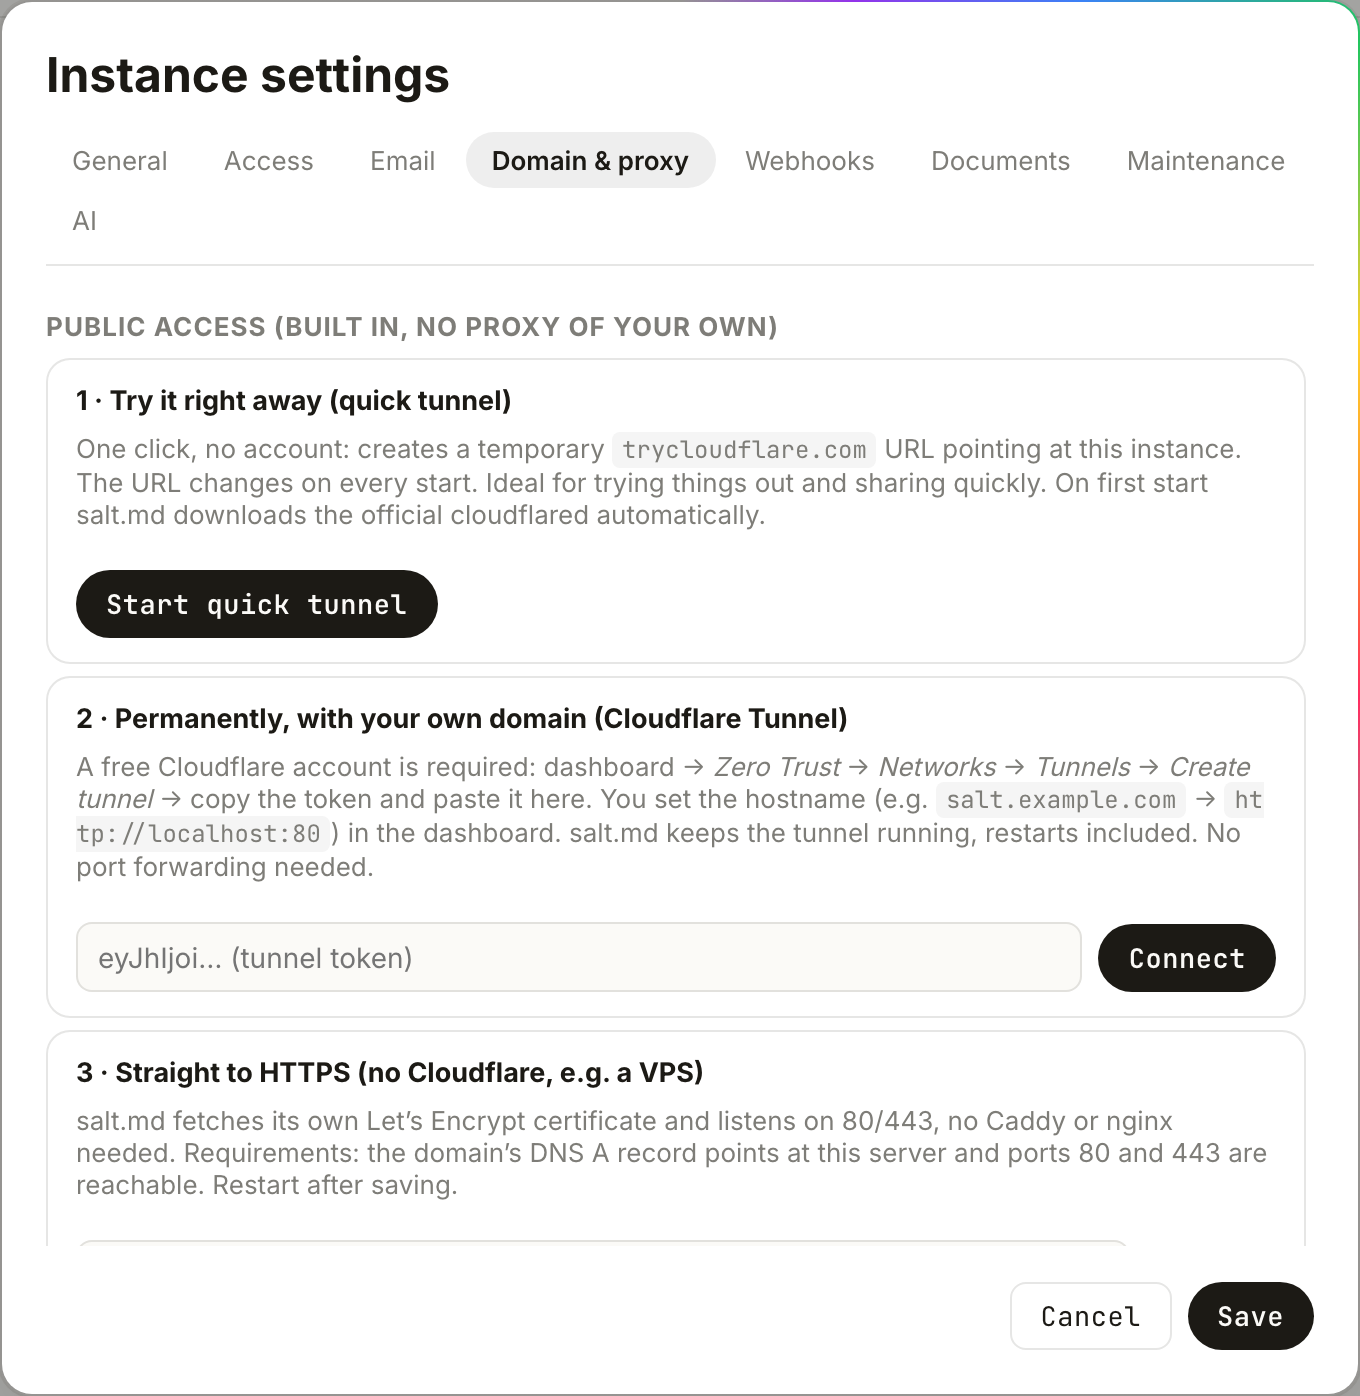 Instance settings
General Access Email Domain & proxy Webhooks Documents Maintenance
AI
PUBLIC ACCESS (BUILT IN, NO PROXY OF YOUR OWN)
1 · Try it right away (quick tunnel)
One click, no account: creates a temporary trycloudflare.com URL pointing at this instance.
The URL changes on every start. Ideal for trying things out and sharing quickly. On first start
salt.md downloads the official cloudflared automatically.
Start quick tunnel
2 · Permanently, with your own domain (Cloudflare Tunnel)
A free Cloudflare account is required: dashboard → Zero Trust → Networks → Tunnels → Create
tunnel → copy the token and paste it here. You set the hostname (e.g. salt.example.com → ht
tp://localhost:80) in the dashboard. salt.md keeps the tunnel running, restarts included. No
port forwarding needed.
eyJhIjoi... (tunnel token)
Connect
3 · Straight to HTTPS (no Cloudflare, e.g. a VPS)
salt.md fetches its own Let’s Encrypt certificate and listens on 80/443, no Caddy or nginx
needed. Requirements: the domain’s DNS A record points at this server and ports 80 and 443 are
reachable. Restart after saving.
Cancel
Save